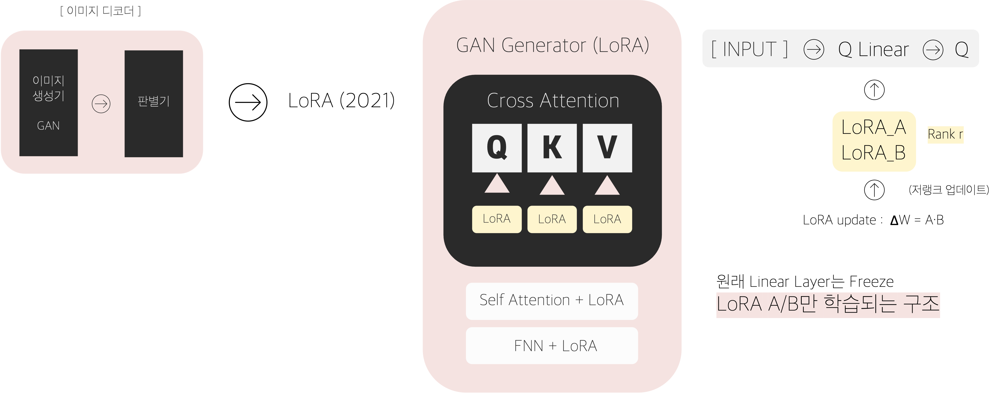 [ 이미지 디코더 ]
이미지
생성기
GAN
판별기
LoRA (2021)
GAN Generator (LoRA)
Cross Attention
Q K V
LoRA LoRA LoRA
Self Attention + LoRA
FNN + LoRA
[ INPUT ] Q Linear Q
LoRA_A
LoRA_B
Rank r
(저랭크 업데이트)
LoRA update : ΔW = A·B
원래 Linear Layer는 Freeze
LoRA A/B만 학습되는 구조